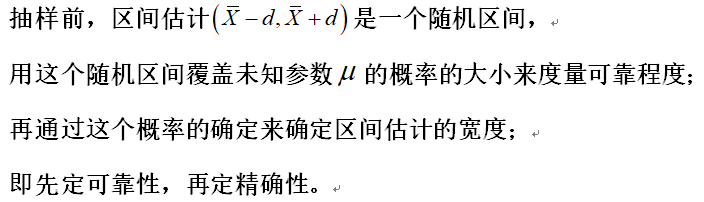 抽样前，区间估计(X̄−d, X̄+d)是一个随机区间，
用这个随机区间覆盖未知参数 μ 的概率的大小来度量可靠程度；
再通过这个概率的确定来确定区间估计的宽度；
即先定可靠性，再定精确性。